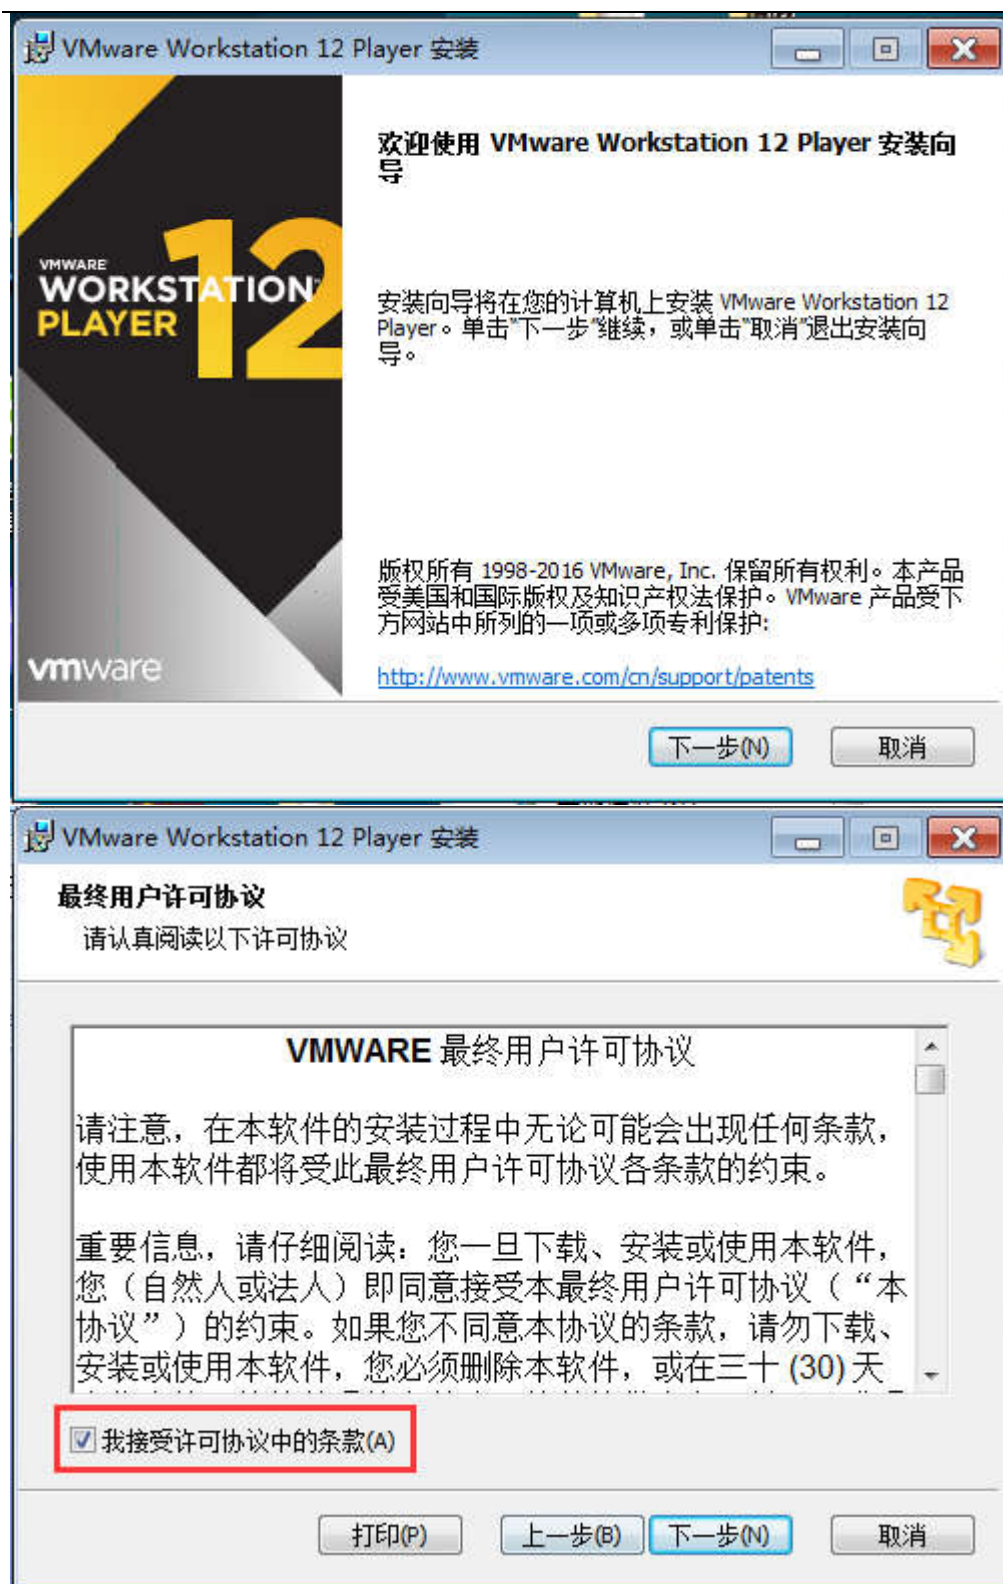 VMware Workstation 12 Player 安装
欢迎使用 VMware Workstation 12 Player 安装向
导
VMWARE
WORKSTATION
PLAYER
12
安装向导将在您的计算机上安装 VMware Workstation 12
Player。单击"下一步"继续，或单击"取消"退出安装向
导。
版权所有 1998-2016 VMware, Inc. 保留所有权利。本产品
受美国和国际版权及知识产权法保护。VMware 产品受下
方网站中所列的一项或多项专利保护:
http://www.vmware.com/cn/support/patents
vmware
下一步(N) 取消
VMware Workstation 12 Player 安装
最终用户许可协议
请认真阅读以下许可协议
VMWARE 最终用户许可协议
请注意，在本软件的安装过程中无论可能会出现任何条款，
使用本软件都将受此最终用户许可协议各条款的约束。
重要信息，请仔细阅读：您一旦下载、安装或使用本软件，
您（自然人或法人）即同意接受本最终用户许可协议（“本
协议”）的约束。如果您不同意本协议的条款，请勿下载、
安装或使用本软件，您必须删除本软件，或在三十 (30) 天
我接受许可协议中的条款(A)
打印(P) 上一步(B) 下一步(N) 取消